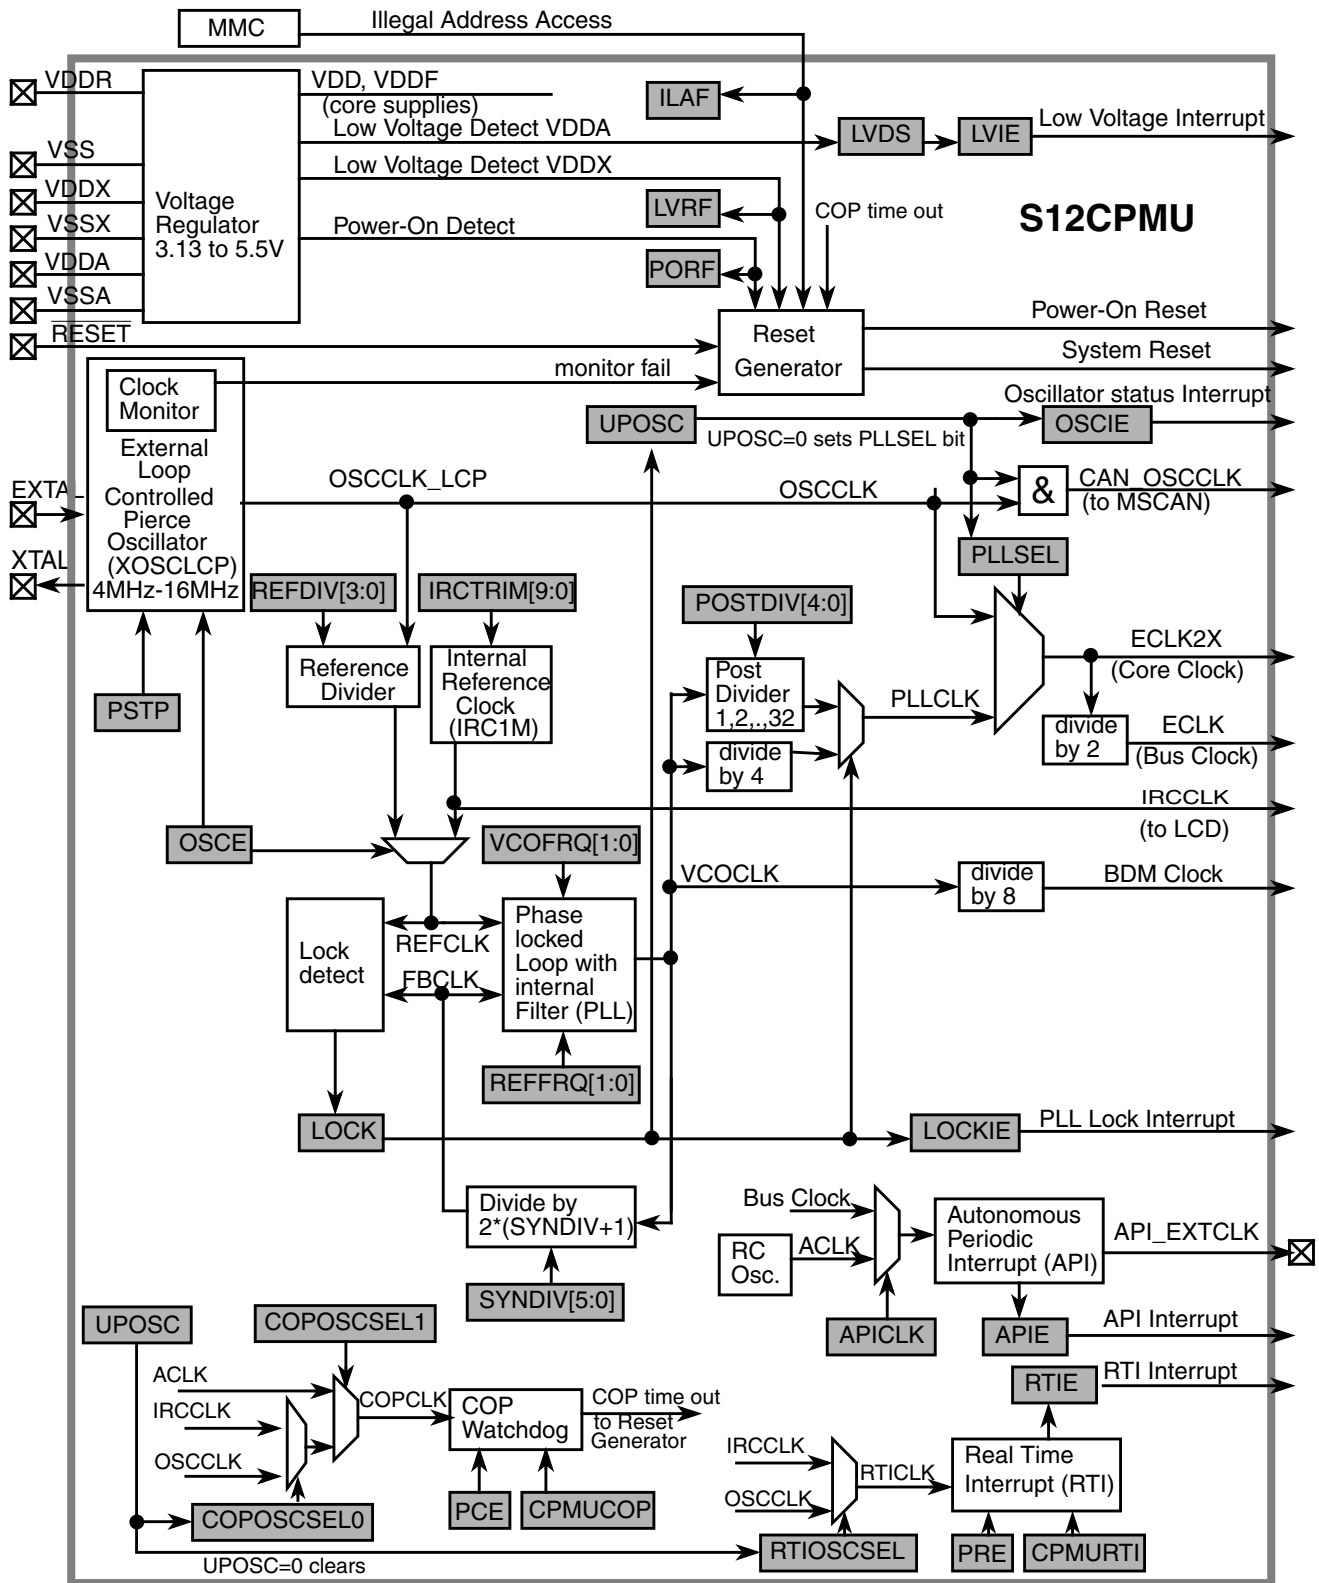 MMC
Illegal Address Access
VDDR
VDD, VDDF
(core supplies)
ILAF
Low Voltage Detect VDDA
LVDS
LVIE
Low Voltage Interrupt
VSS
Low Voltage Detect VDDX
VDDX
Voltage
Regulator
3.13 to 5.5V
LVRF
COP time out
S12CPMU
VSSX
Power-On Detect
VDDA
PORF
VSSA
RESET
Reset
Generator
Power-On Reset
System Reset
monitor fail
Clock
Monitor
Oscillator status Interrupt
UPOSC
UPOSC=0 sets PLLSEL bit
OSCIE
External
Loop
Controlled
Pierce
Oscillator
(XOSCLCP)
4MHz-16MHz
EXTAL
XTAL
OSCCLK_LCP
OSCCLK
&
CAN_OSCCLK
(to MSCAN)
PLLSEL
REFDIV[3:0]
IRCTRIM[9:0]
POSTDIV[4:0]
Reference
Divider
Internal
Reference
Clock
(IRC1M)
Post
Divider
1,2,.,32
PLLCLK
ECLK2X
(Core Clock)
PSTP
divide
by 4
divide
by 2
ECLK
(Bus Clock)
IRCCLK
(to LCD)
OSCE
VCOFRQ[1:0]
VCOCLK
divide
by 8
BDM Clock
Lock
detect
REFCLK
FBCLK
Phase
locked
Loop with
internal
Filter (PLL)
REFFRQ[1:0]
LOCK
LOCKIE
PLL Lock Interrupt
Divide by
2*(SYNDIV+1)
SYNDIV[5:0]
Bus Clock
RC
Osc.
ACLK
Autonomous
Periodic
Interrupt (API)
API_EXTCLK
APICLK
APIE
API Interrupt
UPOSC
COPOSCSEL1
RTIE
RTI Interrupt
ACLK
IRCCLK
OSCCLK
COPCLK
COP
Watchdog
COP time out
to Reset
Generator
COPOSCSEL0
PCE
CPMUCOP
IRCCLK
OSCCLK
RTICLK
Real Time
Interrupt (RTI)
UPOSC=0 clears
RTIOSCSEL
PRE
CPMURTI